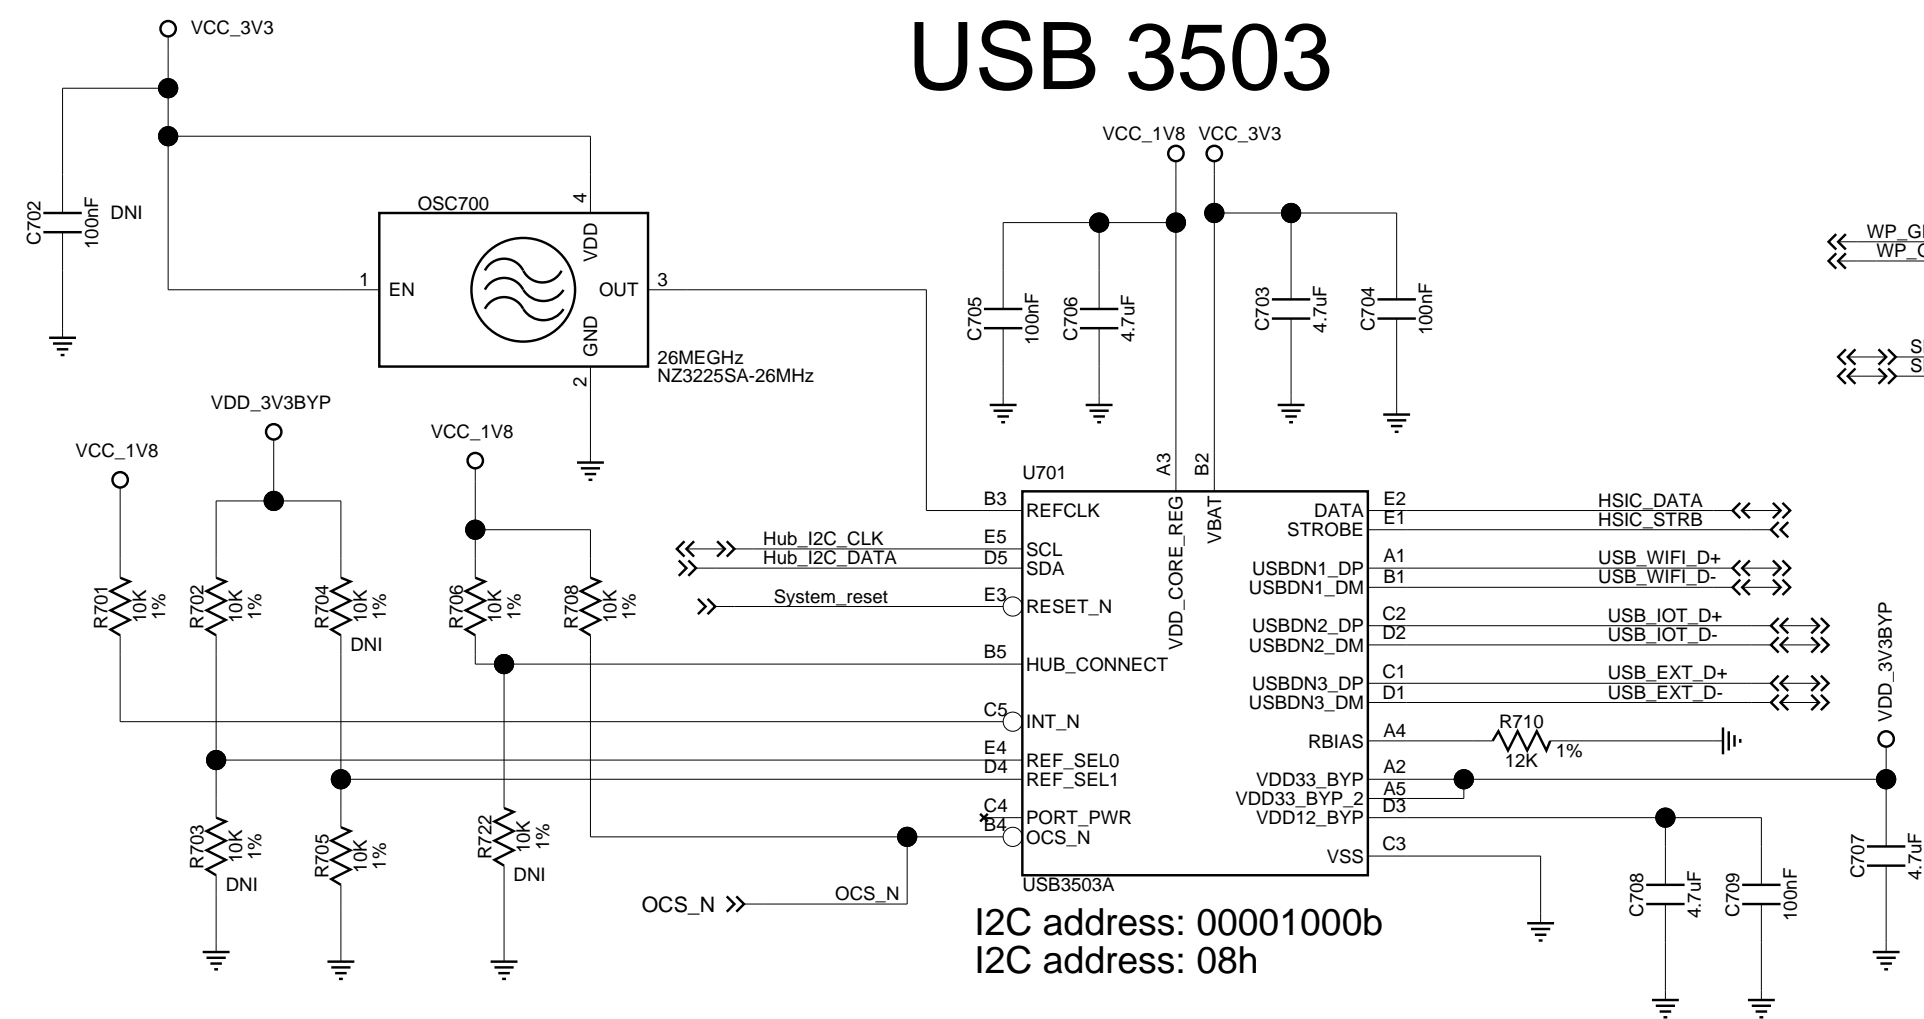 USB 3503
VCC_3V3
VCC_1V8 VCC_3V3
C702 100nF DNI
OSC700
4
VDD
1 EN
OUT 3
GND
2
26MEGHz
NZ3225SA-26MHz
C705 100nF
C706 4.7uF
C703 4.7uF
C704 100nF
VDD_3V3BYP
VCC_1V8
VCC_1V8
R701 10K 1%
R702 10K 1%
R704 10K 1%
DNI
R706 10K 1%
R708 10K 1%
R703 10K 1%
DNI
R705 10K 1%
R722 10K 1%
DNI
U701
A3 VDD_CORE_REG
B2 VBAT
B3 REFCLK
Hub_I2C_CLK E5 SCL
Hub_I2C_DATA D5 SDA
System_reset E3 RESET_N
B5 HUB_CONNECT
C5 INT_N
E4 REF_SEL0
D4 REF_SEL1
C4 PORT_PWR
B4 OCS_N
OCS_N OCS_N
DATA E2 HSIC_DATA
STROBE E1 HSIC_STRB
USBDN1_DP A1 USB_WIFI_D+
USBDN1_DM B1 USB_WIFI_D-
USBDN2_DP C2 USB_IOT_D+
USBDN2_DM D2 USB_IOT_D-
USBDN3_DP C1 USB_EXT_D+
USBDN3_DM D1 USB_EXT_D-
RBIAS A4
R710
12K 1%
VDD33_BYP A2
VDD33_BYP_2 A5
VDD12_BYP D3
VSS C3
USB3503A
VDD_3V3BYP
C707 4.7uF
C708 4.7uF
C709 100nF
I2C address: 00001000b
I2C address: 08h